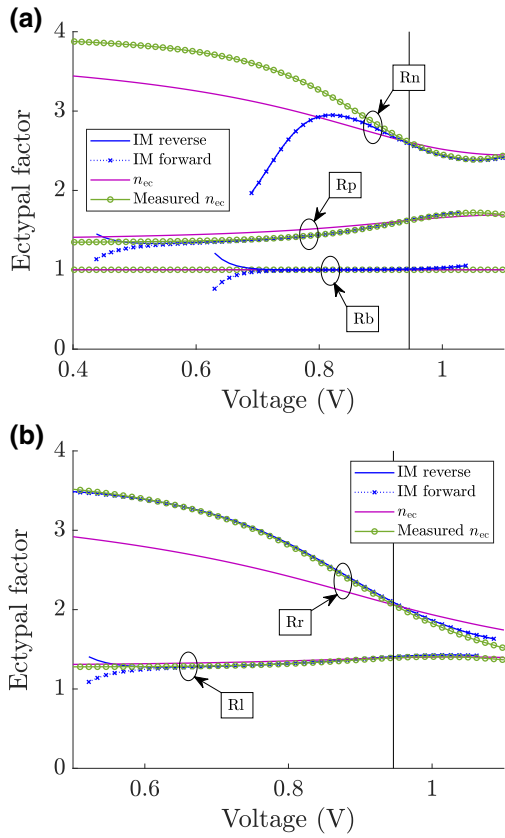 (a)
4
3
2
1
0
Ectypal factor
IM reverse
IM forward
n_ec
Measured n_ec
Rn
Rp
Rb
0.4 0.6 0.8 1
Voltage (V)
(b)
4
3
2
1
0
Ectypal factor
IM reverse
IM forward
n_ec
Measured n_ec
Rr
Rl
0.6 0.8 1
Voltage (V)